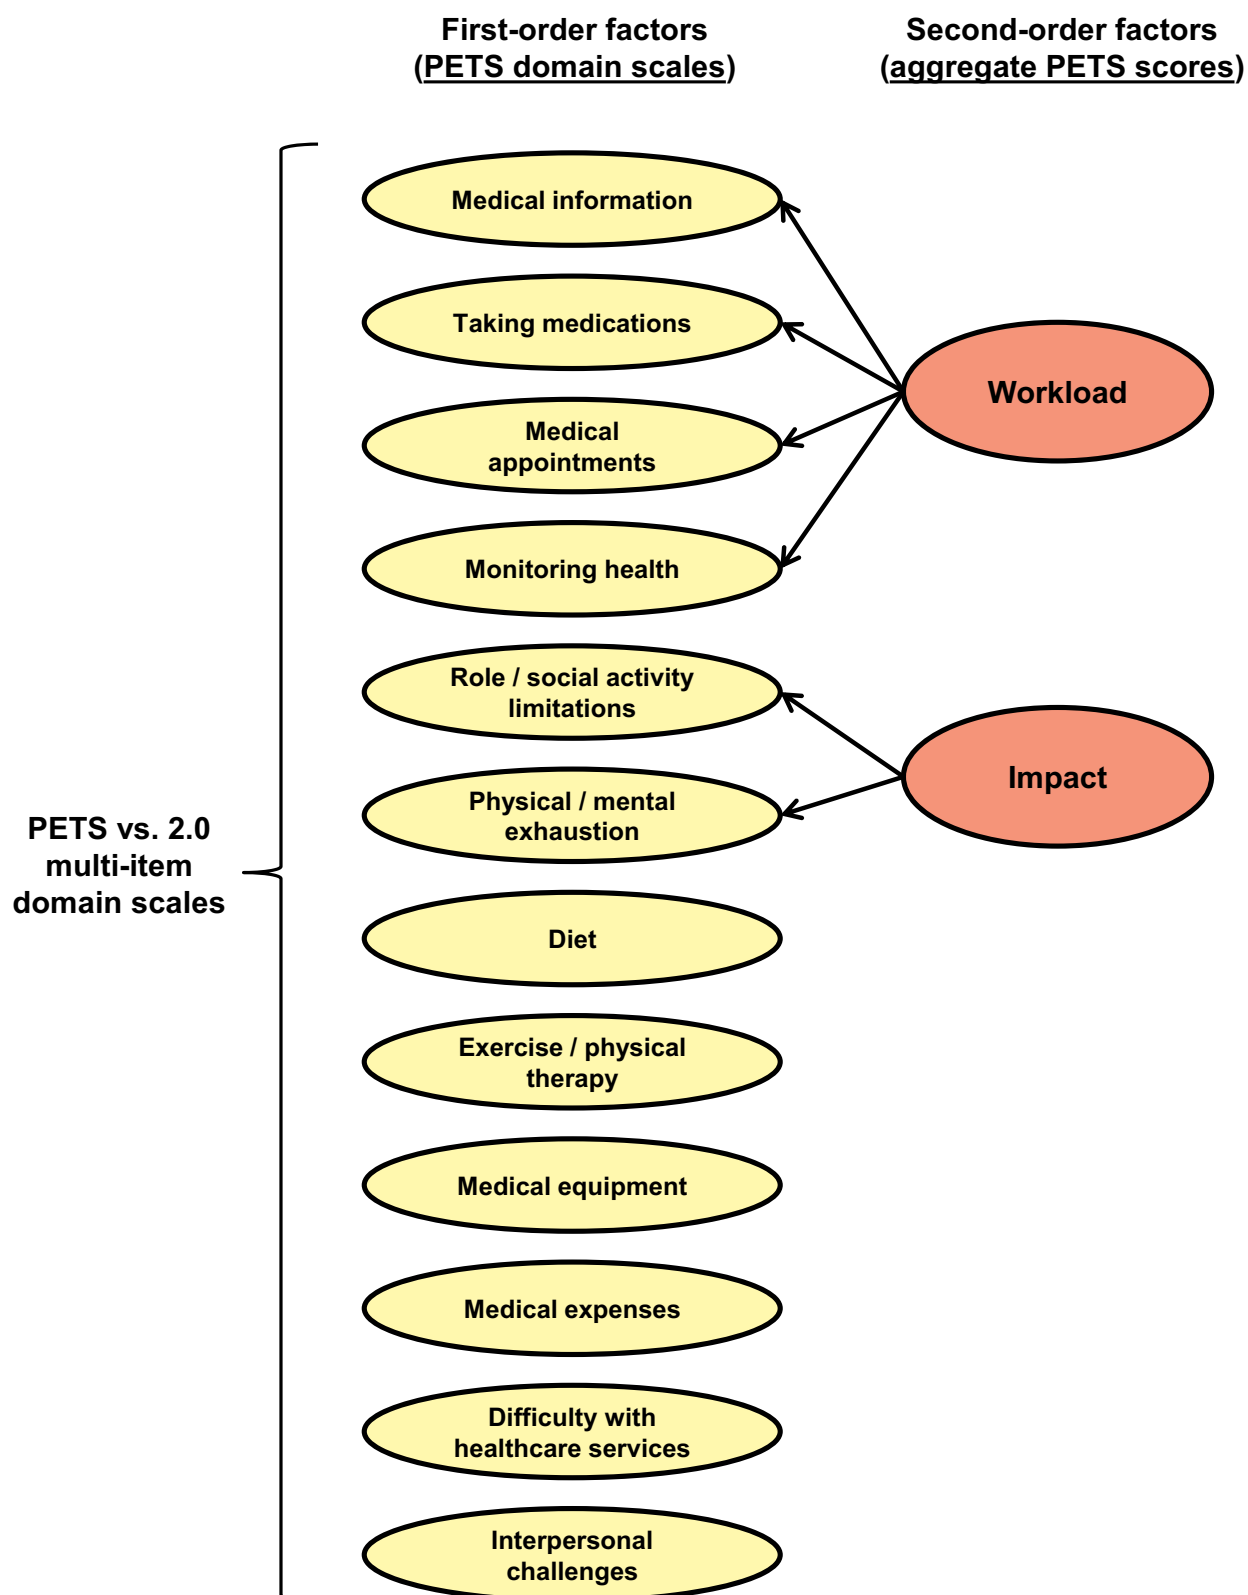 First-order factors
(PETS domain scales)
Second-order factors
(aggregate PETS scores)
Medical information
Taking medications
Medical
appointments
Monitoring health
Role / social activity
limitations
Physical / mental
exhaustion
Diet
Exercise / physical
therapy
Medical equipment
Medical expenses
Difficulty with
healthcare services
Interpersonal
challenges
Workload
Impact
PETS vs. 2.0
multi-item
domain scales